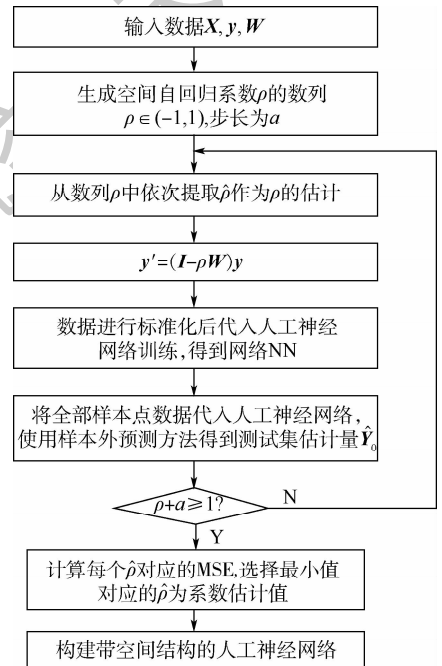 输入数据X, y, W
生成空间自回归系数ρ的数列
ρ∈(-1,1),步长为a
从数列ρ中依次提取ρ̂作为ρ的估计
y′=(I-ρW)y
数据进行标准化后代入人工神经
网络训练,得到网络NN
将全部样本点数据代入人工神经网络,
使用样本外预测方法得到测试集估计量Ŷ₀
ρ+a≥1?
N
Y
计算每个ρ̂对应的MSE,选择最小值
对应的ρ̂为系数估计值
构建带空间结构的人工神经网络